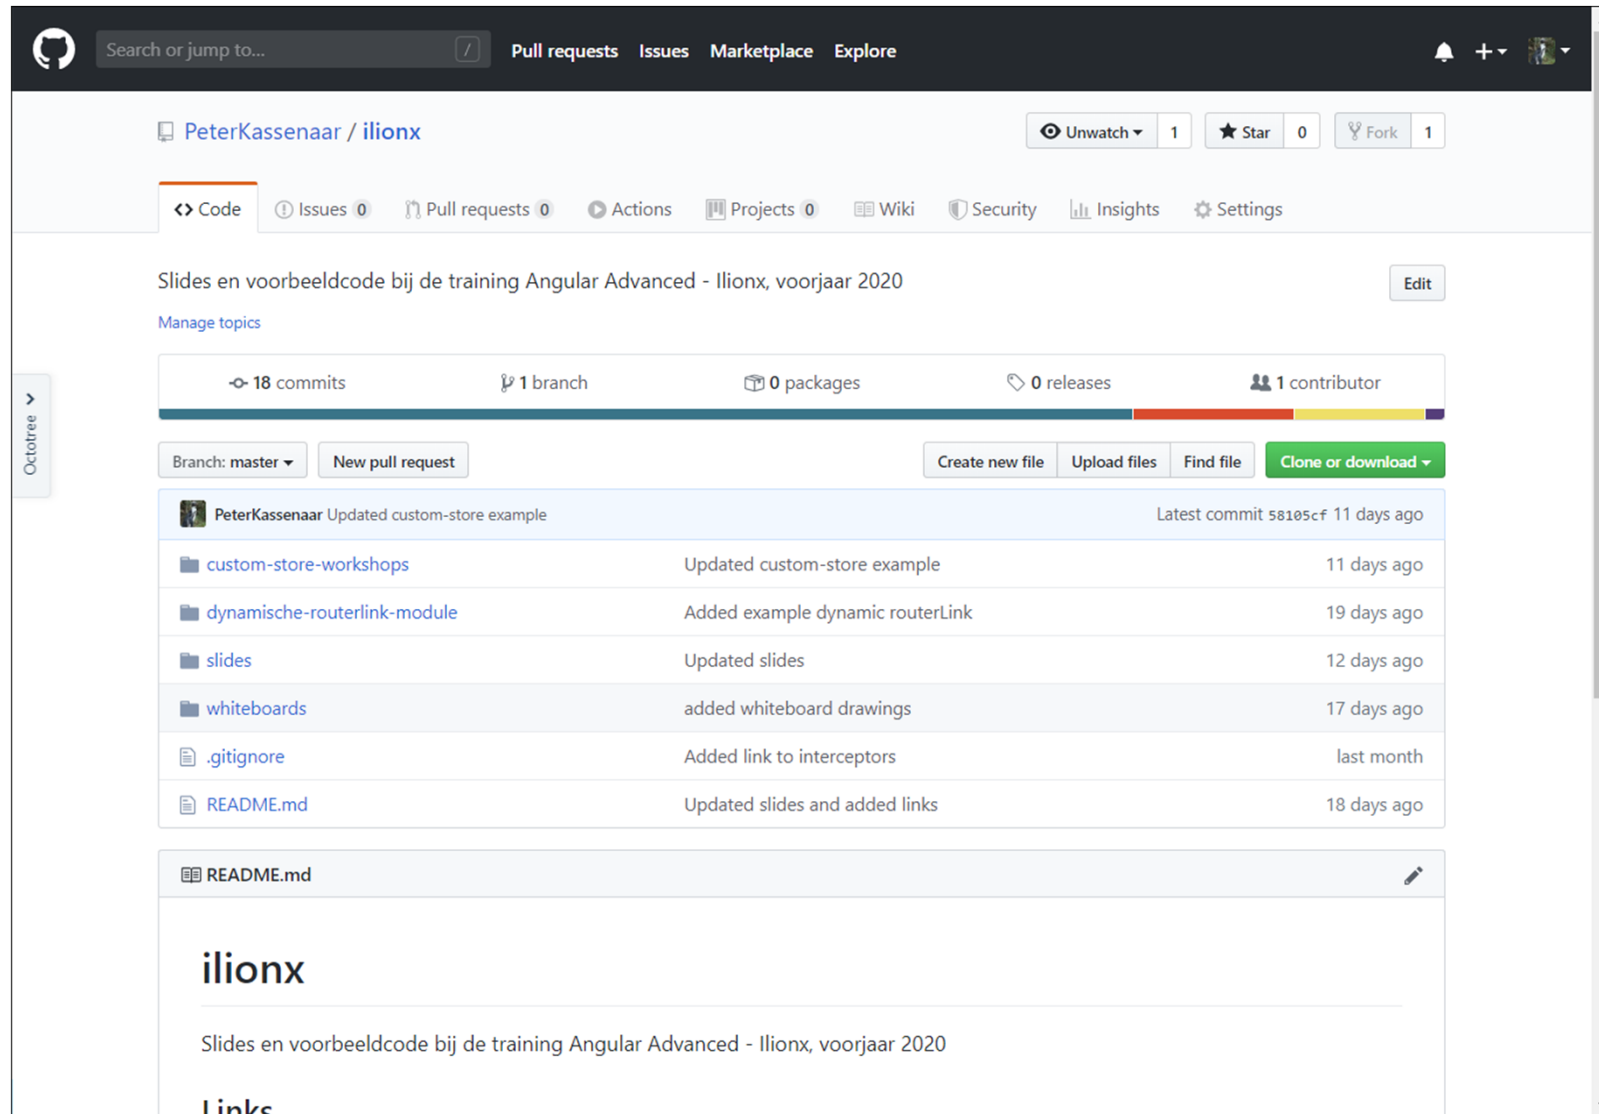 Search or jump to... / Pull requests Issues Marketplace Explore
PeterKassenaar / ilionx Unwatch 1 Star 0 Fork 1
Code Issues 0 Pull requests 0 Actions Projects 0 Wiki Security Insights Settings
Slides en voorbeeldcode bij de training Angular Advanced - Ilionx, voorjaar 2020 Edit
Manage topics
18 commits 1 branch 0 packages 0 releases 1 contributor
Octotree
Branch: master New pull request Create new file Upload files Find file Clone or download
PeterKassenaar Updated custom-store example Latest commit 58105cf 11 days ago
custom-store-workshops Updated custom-store example 11 days ago
dynamische-routerlink-module Added example dynamic routerLink 19 days ago
slides Updated slides 12 days ago
whiteboards added whiteboard drawings 17 days ago
.gitignore Added link to interceptors last month
README.md Updated slides and added links 18 days ago
README.md
ilionx
Slides en voorbeeldcode bij de training Angular Advanced - Ilionx, voorjaar 2020
Links